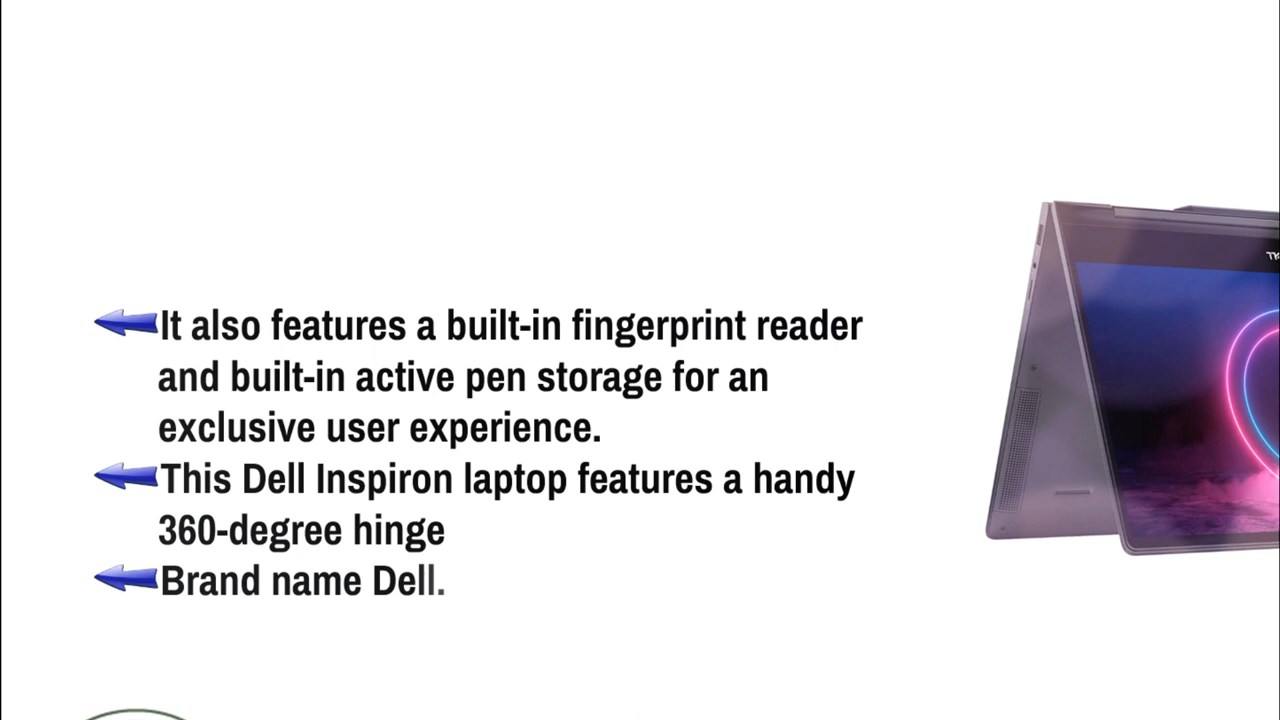 It also features a built-in fingerprint reader
and built-in active pen storage for an
exclusive user experience.
This Dell Inspiron laptop features a handy
360-degree hinge
Brand name Dell.